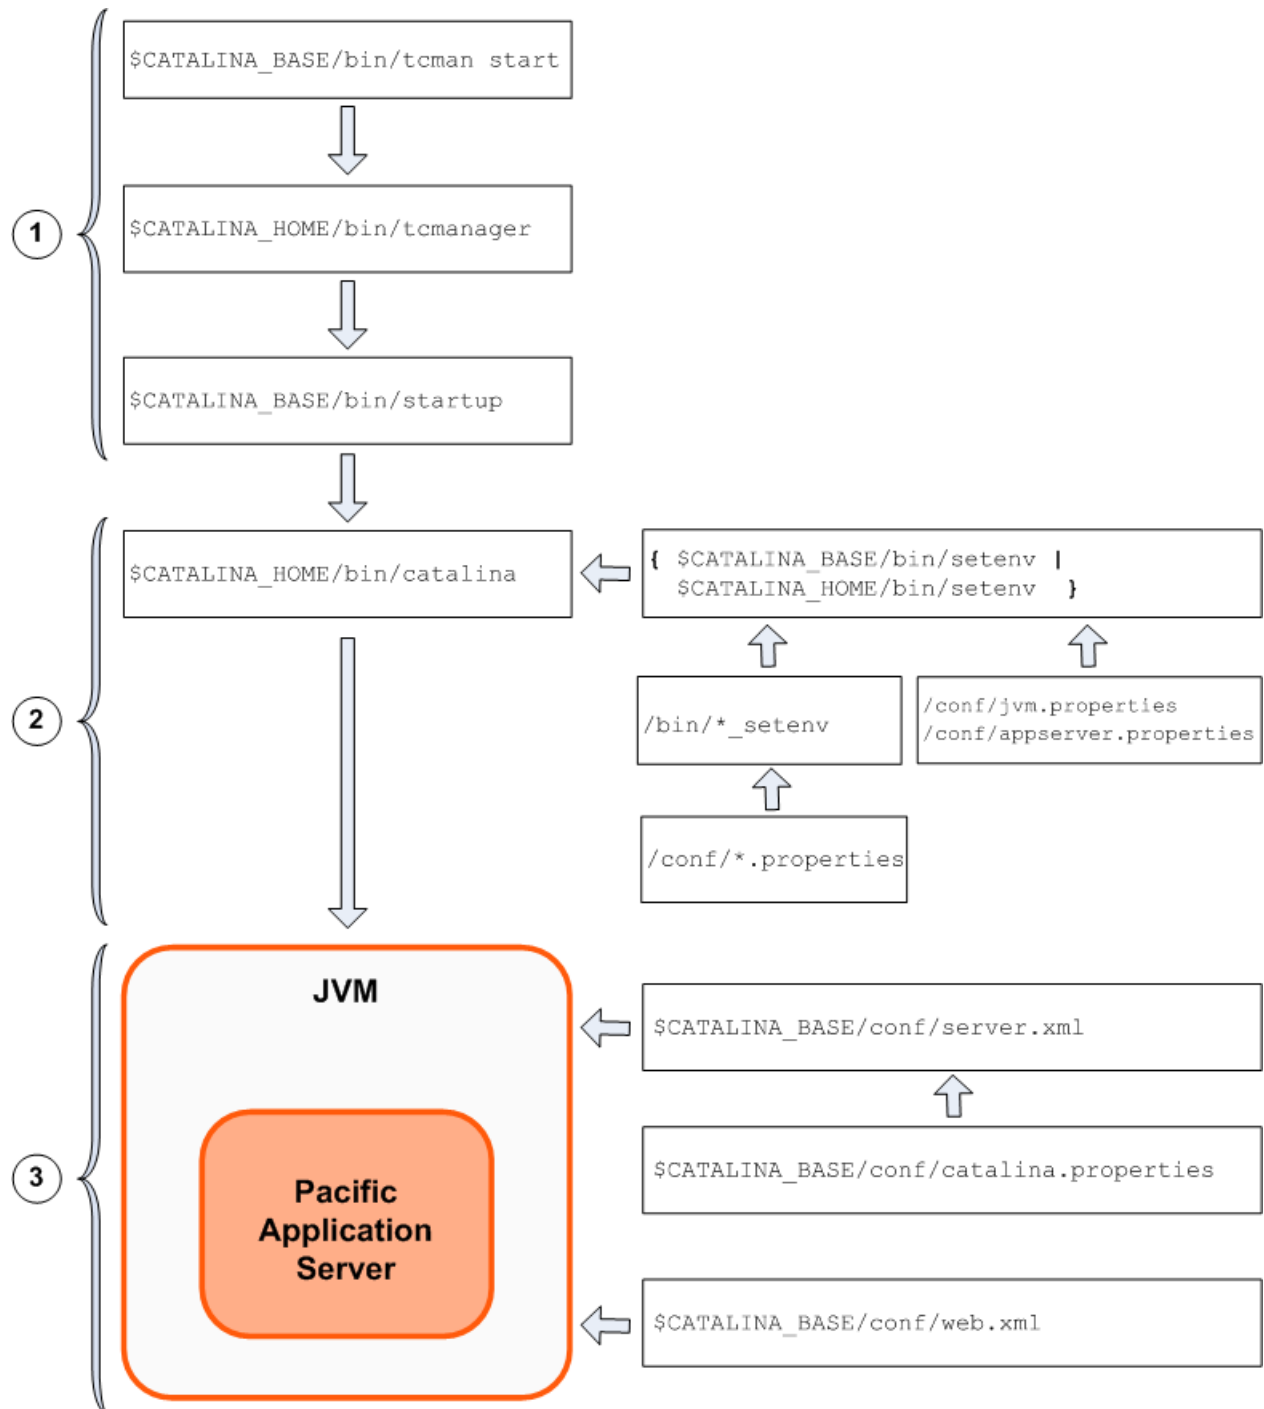 $CATALINA_BASE/bin/tcman start
1
$CATALINA_HOME/bin/tcmanager
$CATALINA_BASE/bin/startup
$CATALINA_HOME/bin/catalina
{ $CATALINA_BASE/bin/setenv |
$CATALINA_HOME/bin/setenv }
2
/bin/*_setenv
/conf/jvm.properties
/conf/appserver.properties
/conf/*.properties
JVM
$CATALINA_BASE/conf/server.xml
3
$CATALINA_BASE/conf/catalina.properties
Pacific
Application
Server
$CATALINA_BASE/conf/web.xml